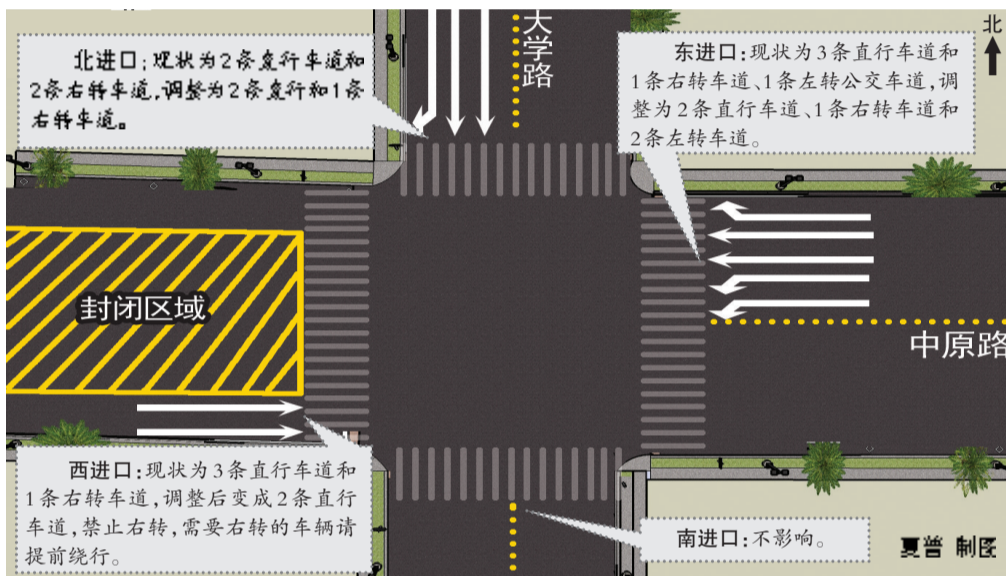 北进口:现状为2条直行车道和
2条右转车道,调整为2条直行和1条
右转车道。
大学路
东进口:现状为3条直行车道和
1条右转车道、1条左转公交车道,调
整为2条直行车道、1条右转车道和
2条左转车道。
北
封闭区域
中原路
西进口:现状为3条直行车道和
1条右转车道,调整后变成2条直行
车道,禁止右转,需要右转的车辆请
提前绕行。
南进口:不影响。
夏普 制图